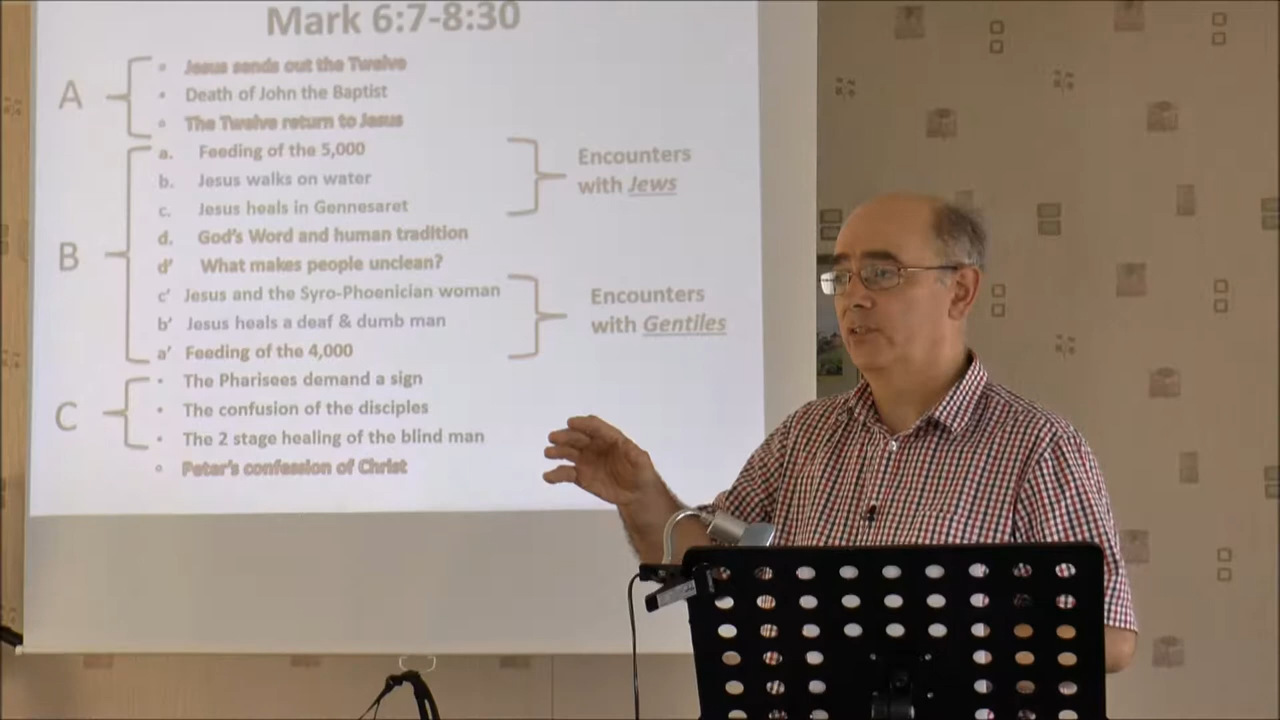 Mark 6:7-8:30
A
• Jesus sends out the Twelve
• Death of John the Baptist
• The Twelve return to Jesus
B
a. Feeding of the 5,000
b. Jesus walks on water
c. Jesus heals in Gennesaret
Encounters
with Jews
d. God's Word and human tradition
d' What makes people unclean?
c' Jesus and the Syro-Phoenician woman
b' Jesus heals a deaf & dumb man
a' Feeding of the 4,000
Encounters
with Gentiles
C
• The Pharisees demand a sign
• The confusion of the disciples
• The 2 stage healing of the blind man
• Peter's confession of Christ